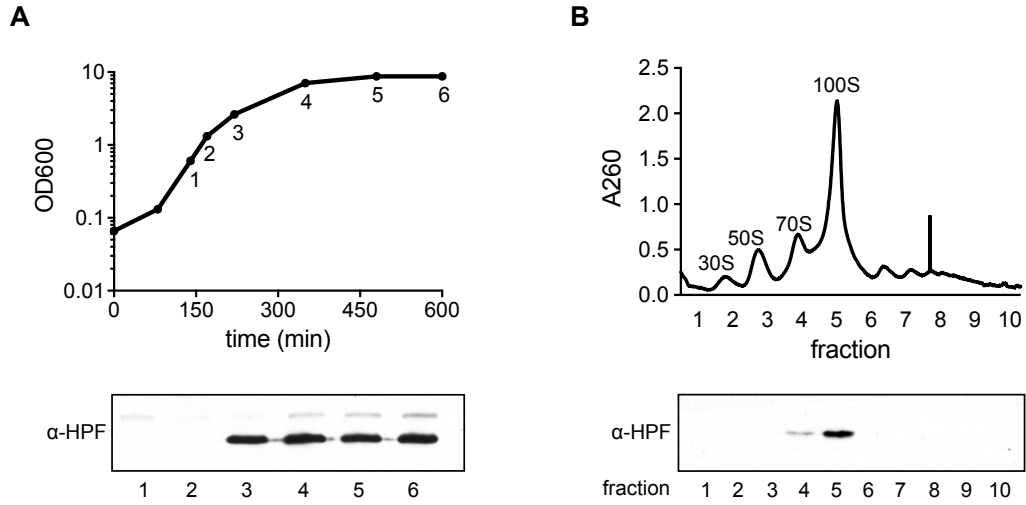 A
OD600
10
1
0.1
0.01
1
2
3
4
5
6
0
150
300
450
600
time (min)
α-HPF
1 2 3 4 5 6
B
A260
2.5
2.0
1.5
1.0
0.5
0.0
30S
50S
70S
100S
1 2 3 4 5 6 7 8 9 10
fraction
α-HPF
fraction 1 2 3 4 5 6 7 8 9 10